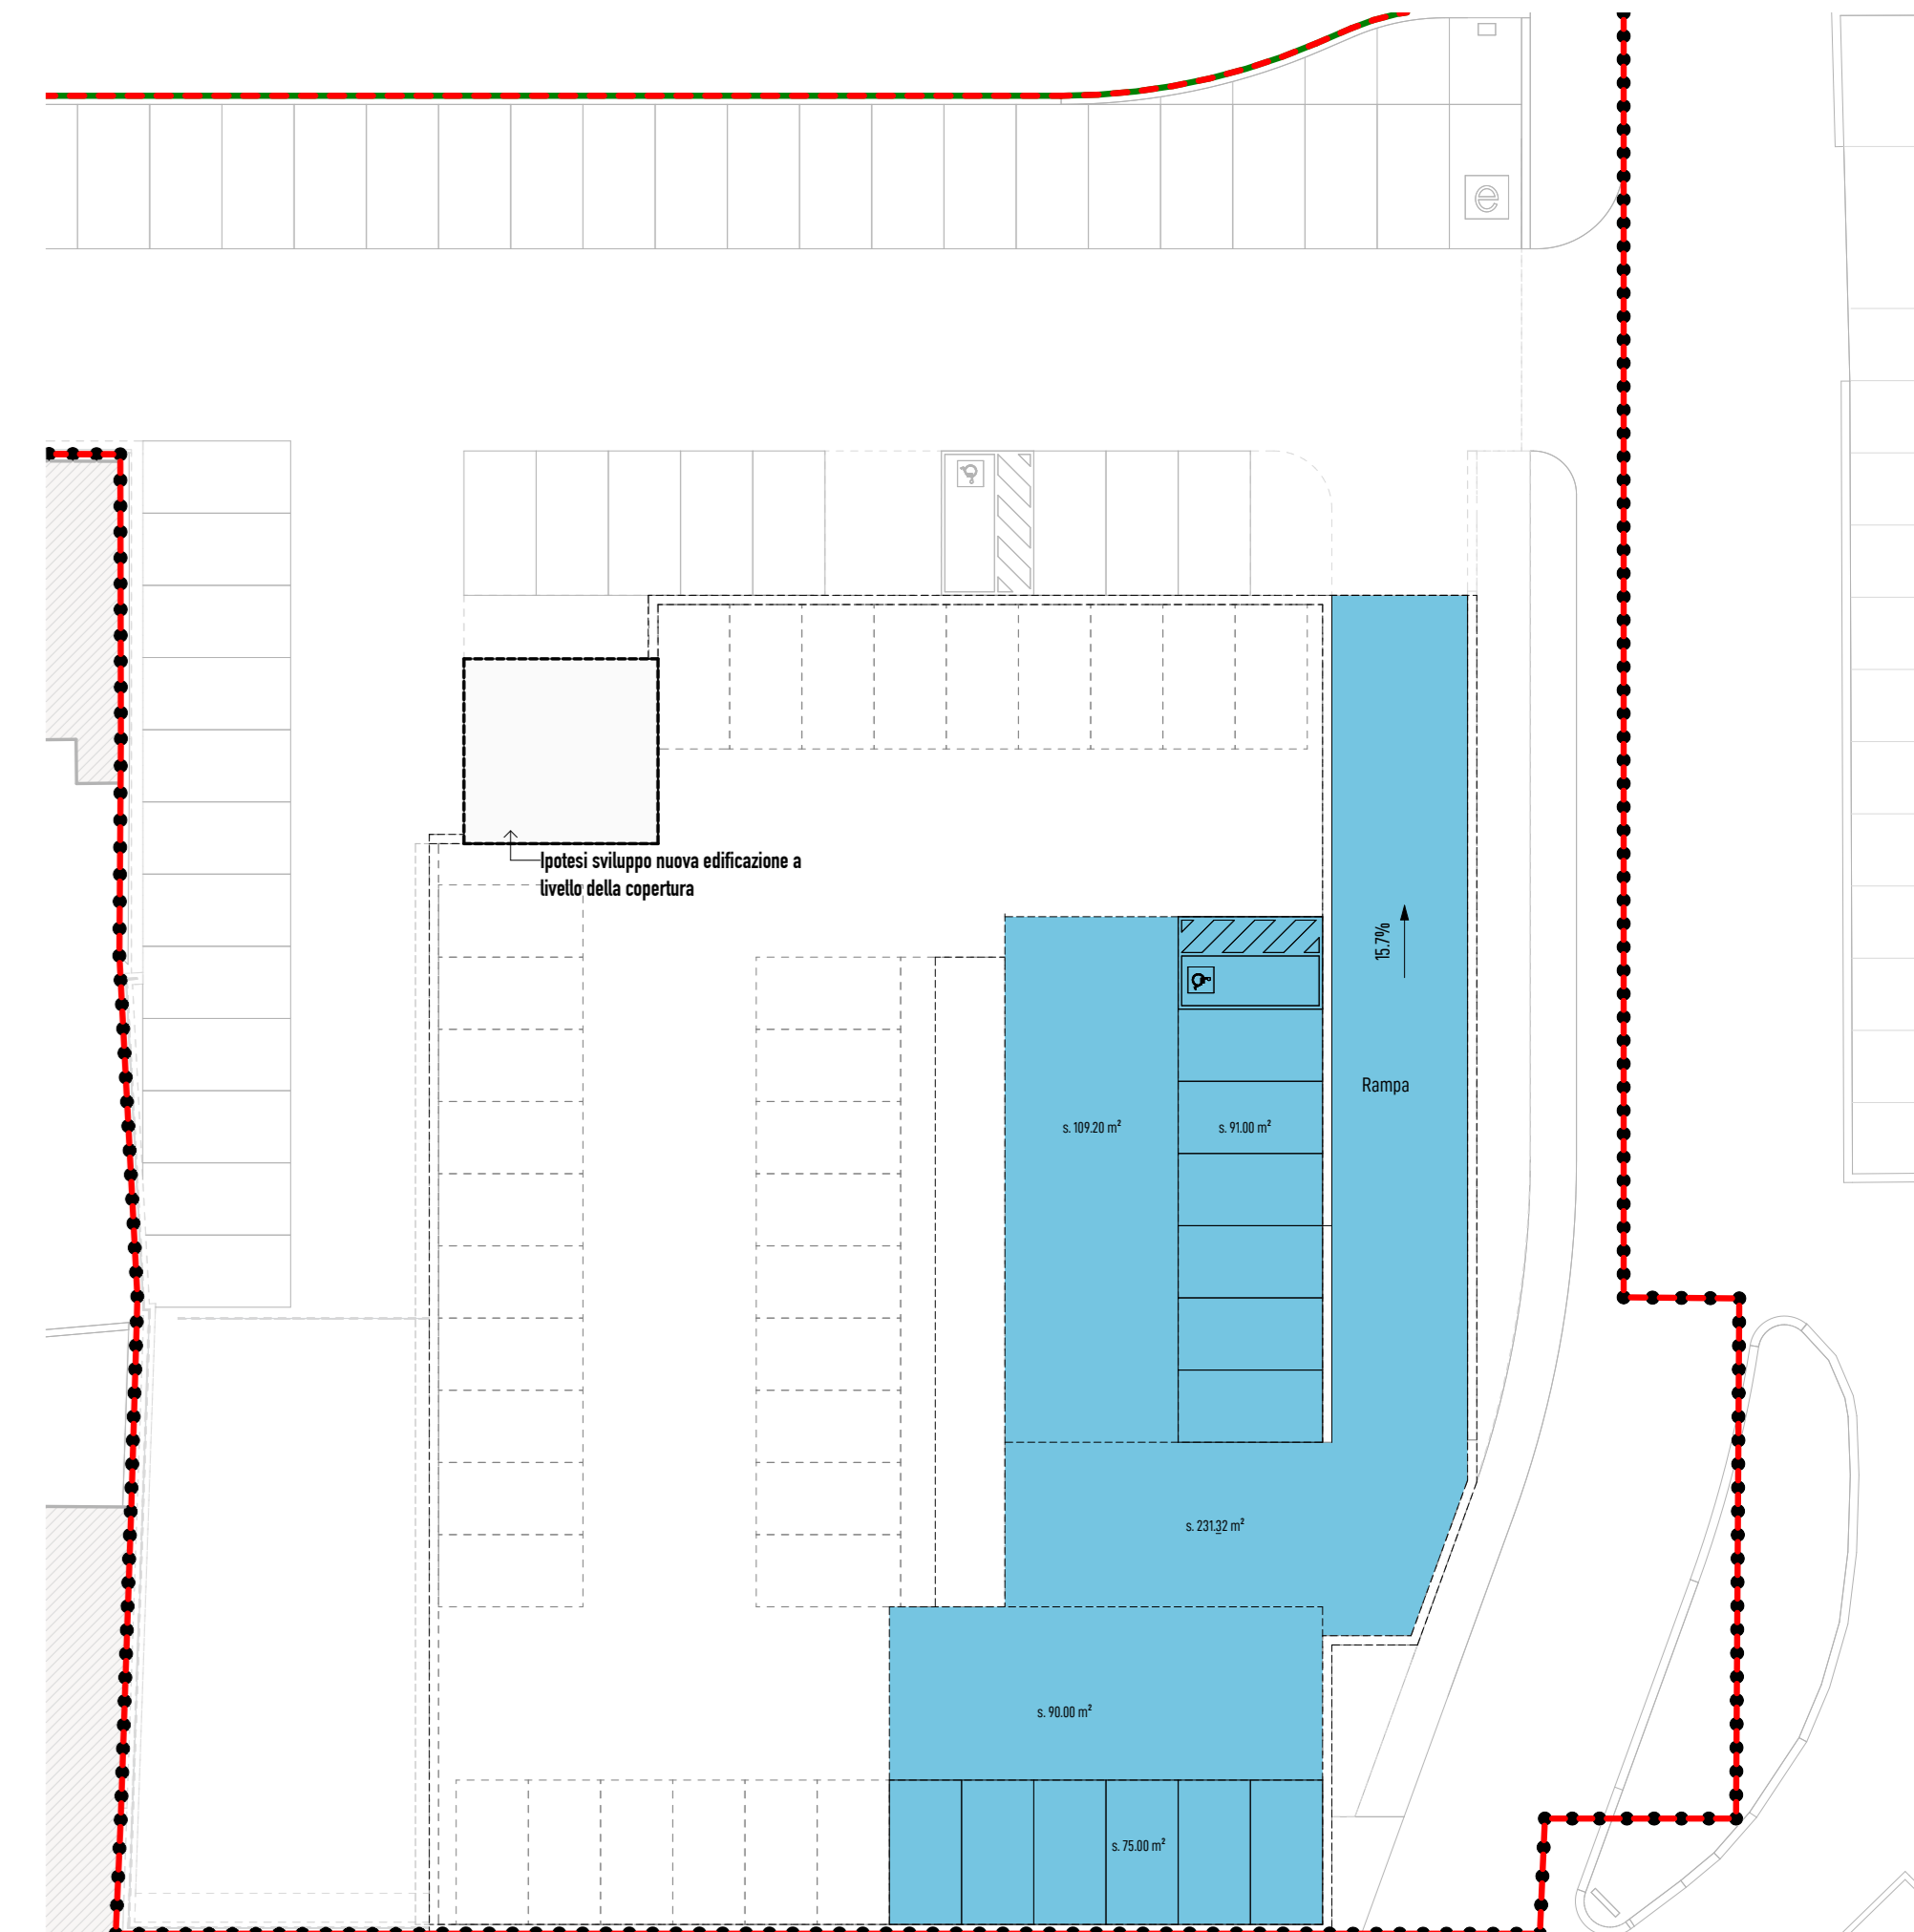 e
Ipotesi sviluppo nuova edificazione a
livello della copertura
15.7%
Rampa
s. 109.20 m²
s. 91.00 m²
s. 231.32 m²
s. 90.00 m²
s. 75.00 m²